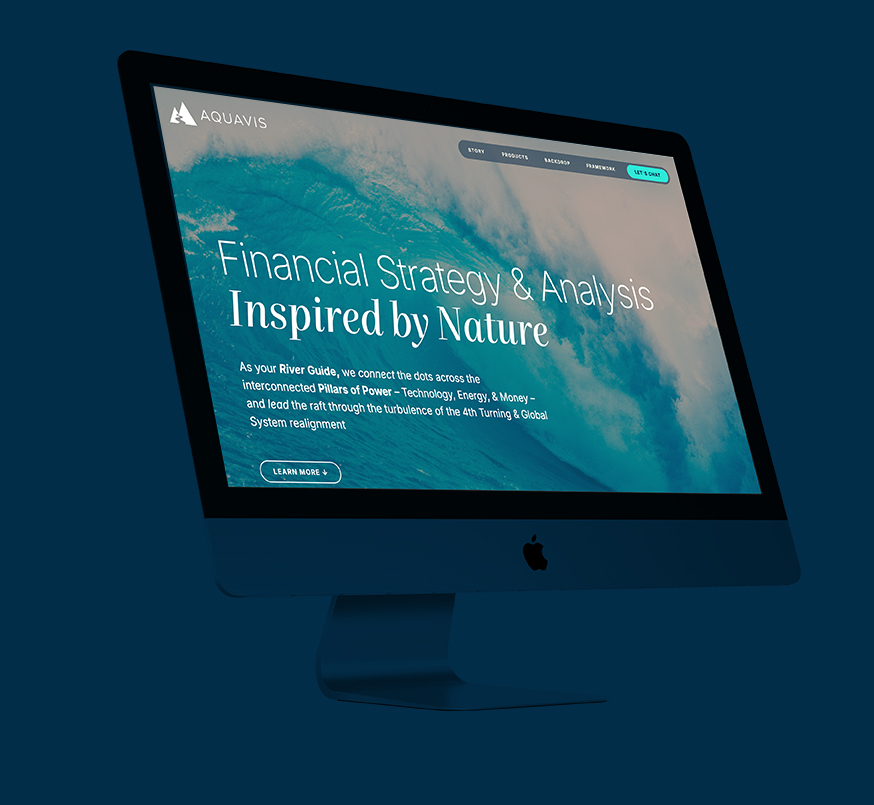 AQUAVIS
STORY PRODUCTS BACKDROP FRAMEWORK LET'S CHAT
Financial Strategy & Analysis
Inspired by Nature
As your River Guide, we connect the dots across the
interconnected Pillars of Power – Technology, Energy, & Money –
and lead the raft through the turbulence of the 4th Turning & Global
System realignment
LEARN MORE ↓